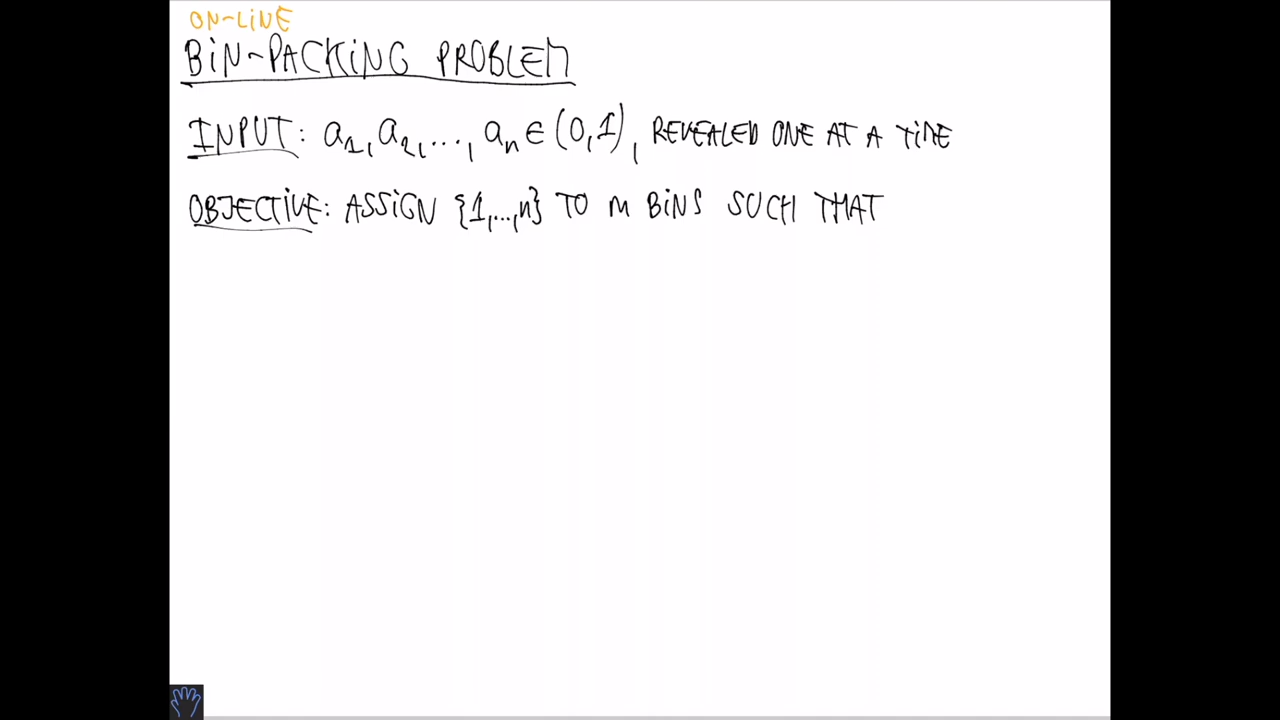 ON-LINE
BIN-PACKING PROBLEM
INPUT: a₁, a₂, ..., aₙ ∈ (0,1), REVEALED ONE AT A TIME
OBJECTIVE: ASSIGN {1,...,n} TO m BINS SUCH THAT